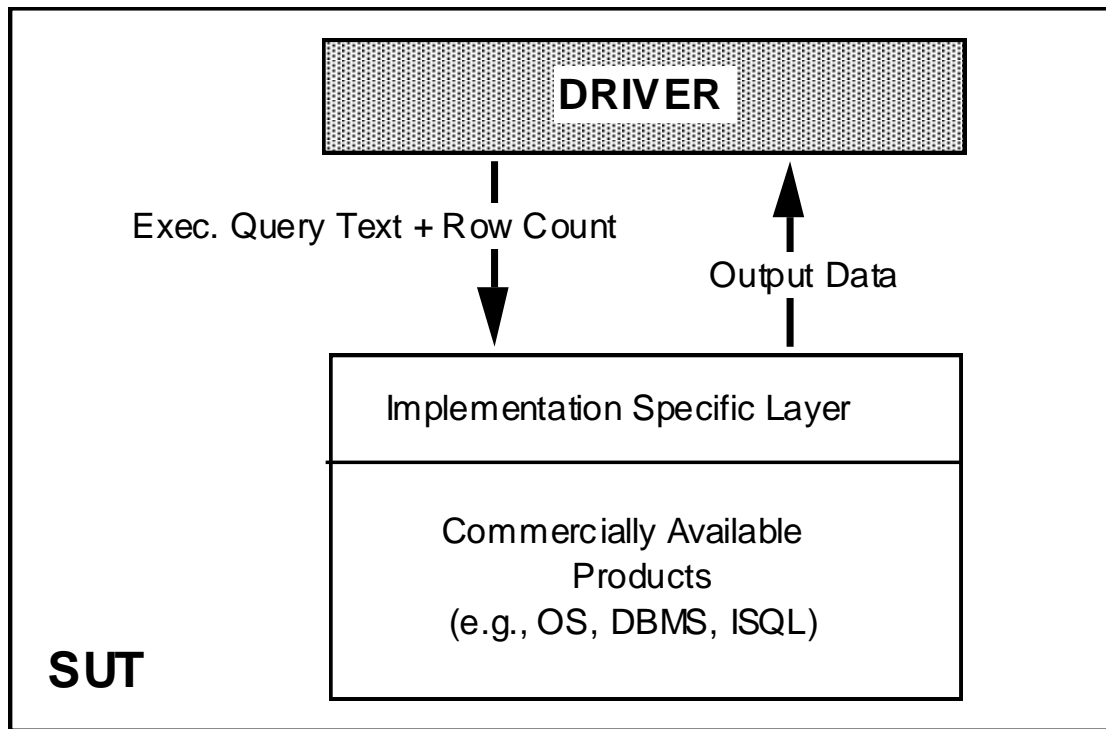 DRIVER
Exec. Query Text + Row Count
Output Data
Implementation Specific Layer
Commercially Available
Products
(e.g., OS, DBMS, ISQL)
SUT